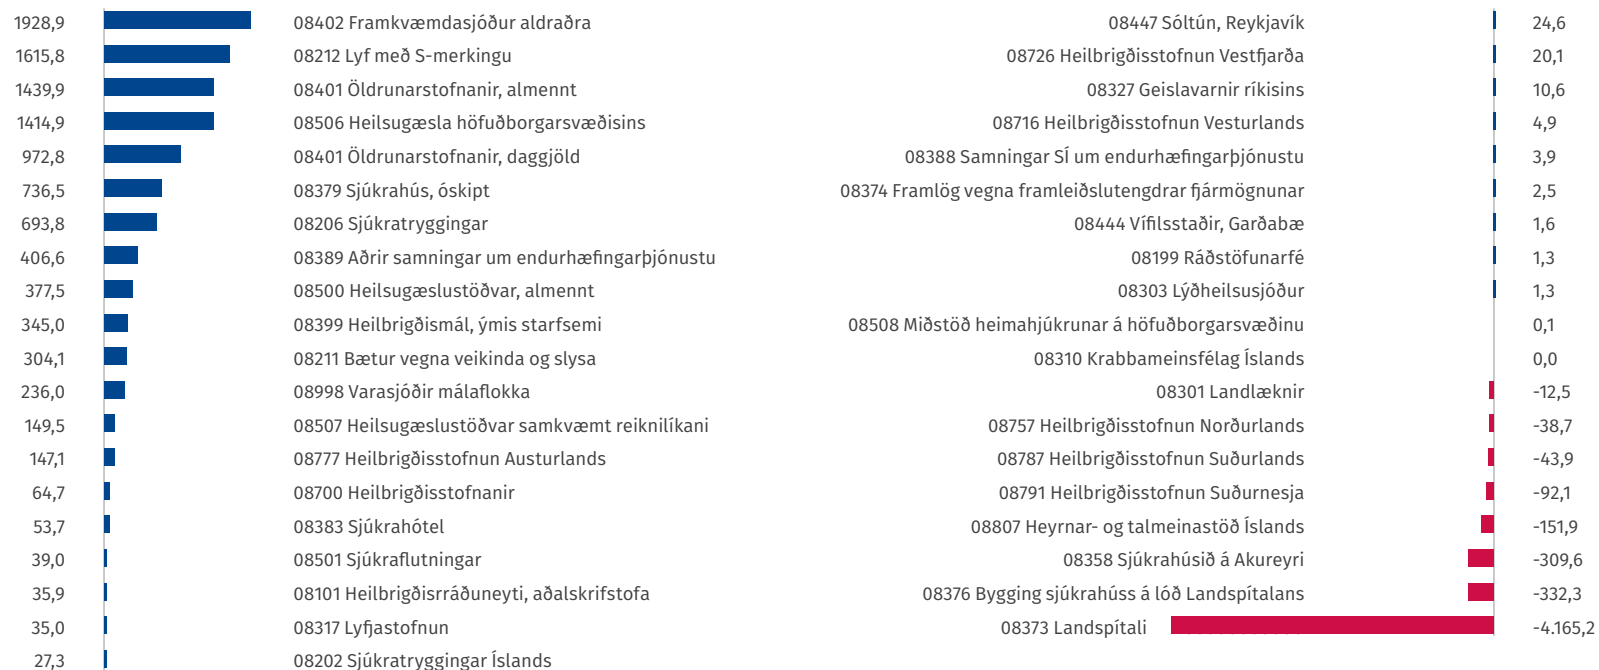 1928,9 08402 Framkvæmdasjóður aldraðra
1615,8 08212 Lyf með S-merkingu
1439,9 08401 Öldrunarstofnanir, almennt
1414,9 08506 Heilsugæsla höfuðborgarsvæðisins
972,8 08401 Öldrunarstofnanir, daggjöld
736,5 08379 Sjúkrahús, óskipt
693,8 08206 Sjúkratryggingar
406,6 08389 Aðrir samningar um endurhæfingarþjónustu
377,5 08500 Heilsugæslustöðvar, almennt
345,0 08399 Heilbrigðismál, ýmis starfsemi
304,1 08211 Bætur vegna veikinda og slysa
236,0 08998 Varasjóðir málaflokka
149,5 08507 Heilsugæslustöðvar samkvæmt reiknilíkani
147,1 08777 Heilbrigðisstofnun Austurlands
64,7 08700 Heilbrigðisstofnanir
53,7 08383 Sjúkrahótel
39,0 08501 Sjúkraflutningar
35,9 08101 Heilbrigðisrráðuneyti, aðalskrifstofa
35,0 08317 Lyfjastofnun
27,3 08202 Sjúkratryggingar Íslands
08447 Sóltún, Reykjavík 24,6
08726 Heilbrigðisstofnun Vestfjarða 20,1
08327 Geislavarnir ríkisins 10,6
08716 Heilbrigðisstofnun Vesturlands 4,9
08388 Samningar SÍ um endurhæfingarþjónustu 3,9
08374 Framlög vegna framleiðslutengdrar fjármögnunar 2,5
08444 Vífilsstaðir, Garðabæ 1,6
08199 Ráðstöfunarfé 1,3
08303 Lýðheilsusjóður 1,3
08508 Miðstöð heimahjúkrunar á höfuðborgarsvæðinu 0,1
08310 Krabbameinsfélag Íslands 0,0
08301 Landlæknir -12,5
08757 Heilbrigðisstofnun Norðurlands -38,7
08787 Heilbrigðisstofnun Suðurlands -43,9
08791 Heilbrigðisstofnun Suðurnesja -92,1
08807 Heyrnar- og talmeinastöð Íslands -151,9
08358 Sjúkrahúsið á Akureyri -309,6
08376 Bygging sjúkrahúss á lóð Landspítalans -332,3
08373 Landspítali -4.165,2